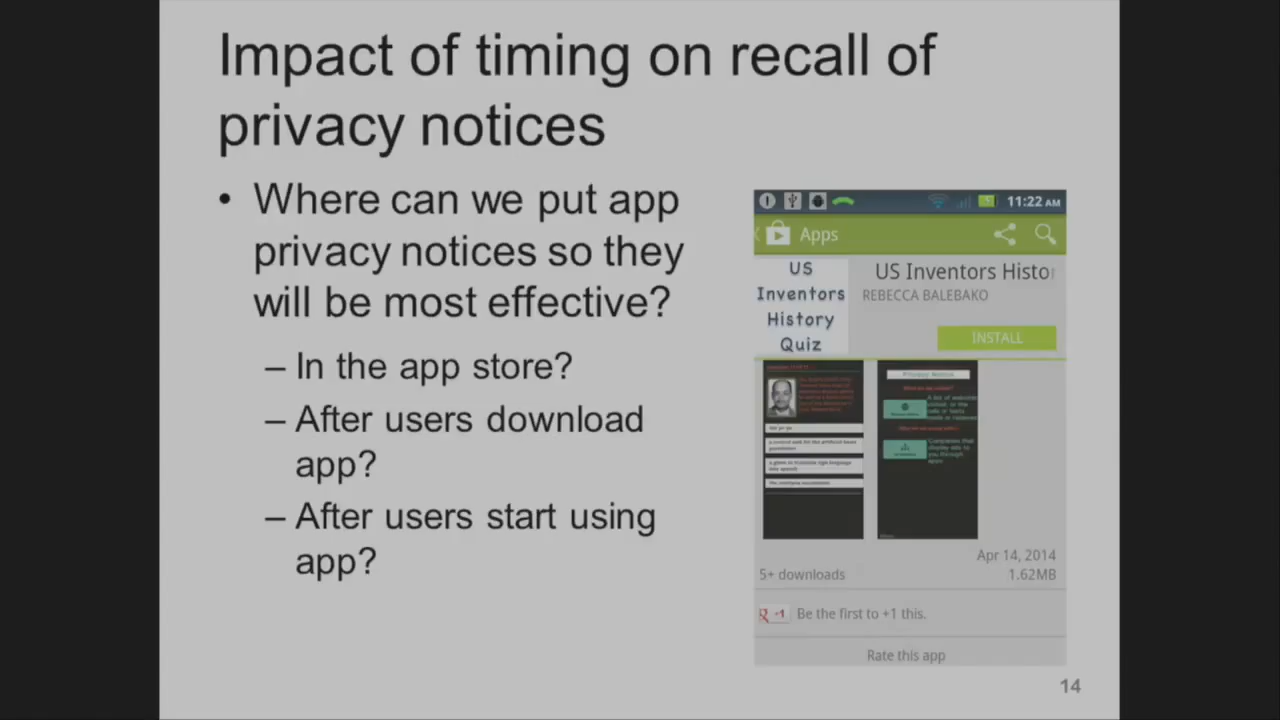 Impact of timing on recall of
privacy notices
• Where can we put app
privacy notices so they
will be most effective?
– In the app store?
– After users download
app?
– After users start using
app?
11:22 AM
Apps
US
Inventors
History
Quiz
US Inventors Histo
REBECCA BALEBAKO
INSTALL
Privacy Notice
Apr 14, 2014
5+ downloads
1.62MB
+1
Be the first to +1 this.
Rate this app
14